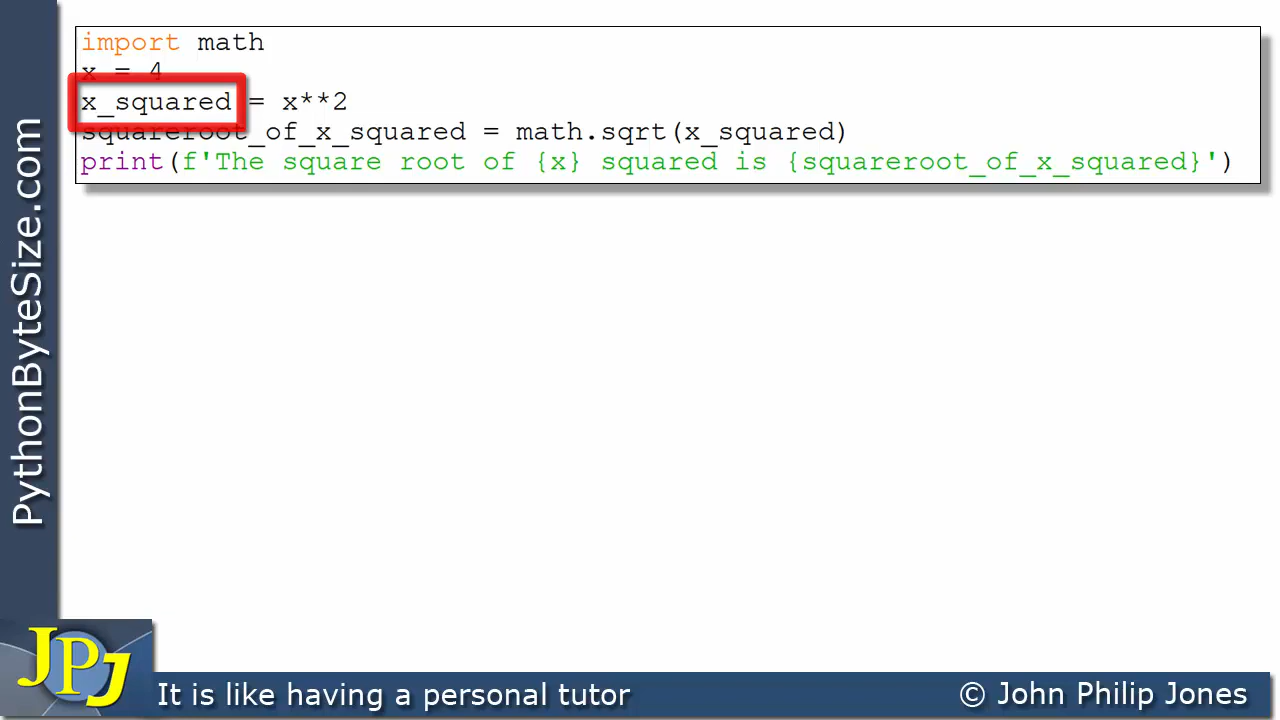 import math
x = 4
x_squared = x**2
squareroot_of_x_squared = math.sqrt(x_squared)
print(f'The square root of {x} squared is {squareroot_of_x_squared}')
PythonByteSize.com
JPJ
It is like having a personal tutor
© John Philip Jones